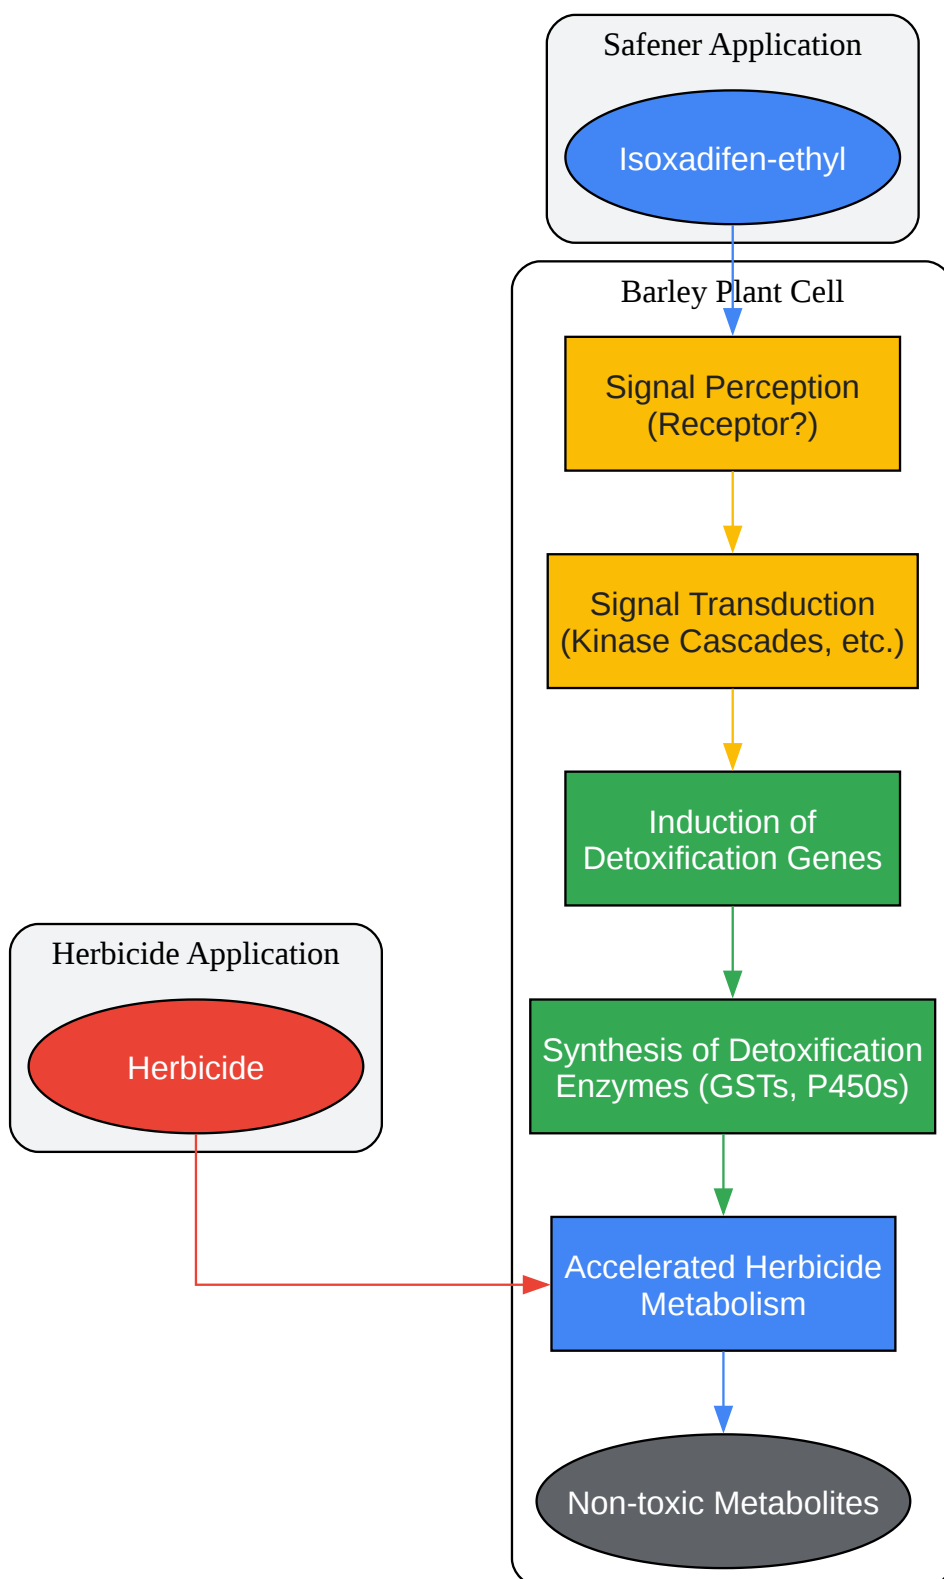 Safener Application
Isoxadifen-ethyl
Barley Plant Cell
Signal Perception
(Receptor?)
Signal Transduction
(Kinase Cascades, etc.)
Induction of
Detoxification Genes
Herbicide Application
Herbicide
Synthesis of Detoxification
Enzymes (GSTs, P450s)
Accelerated Herbicide
Metabolism
Non-toxic Metabolites